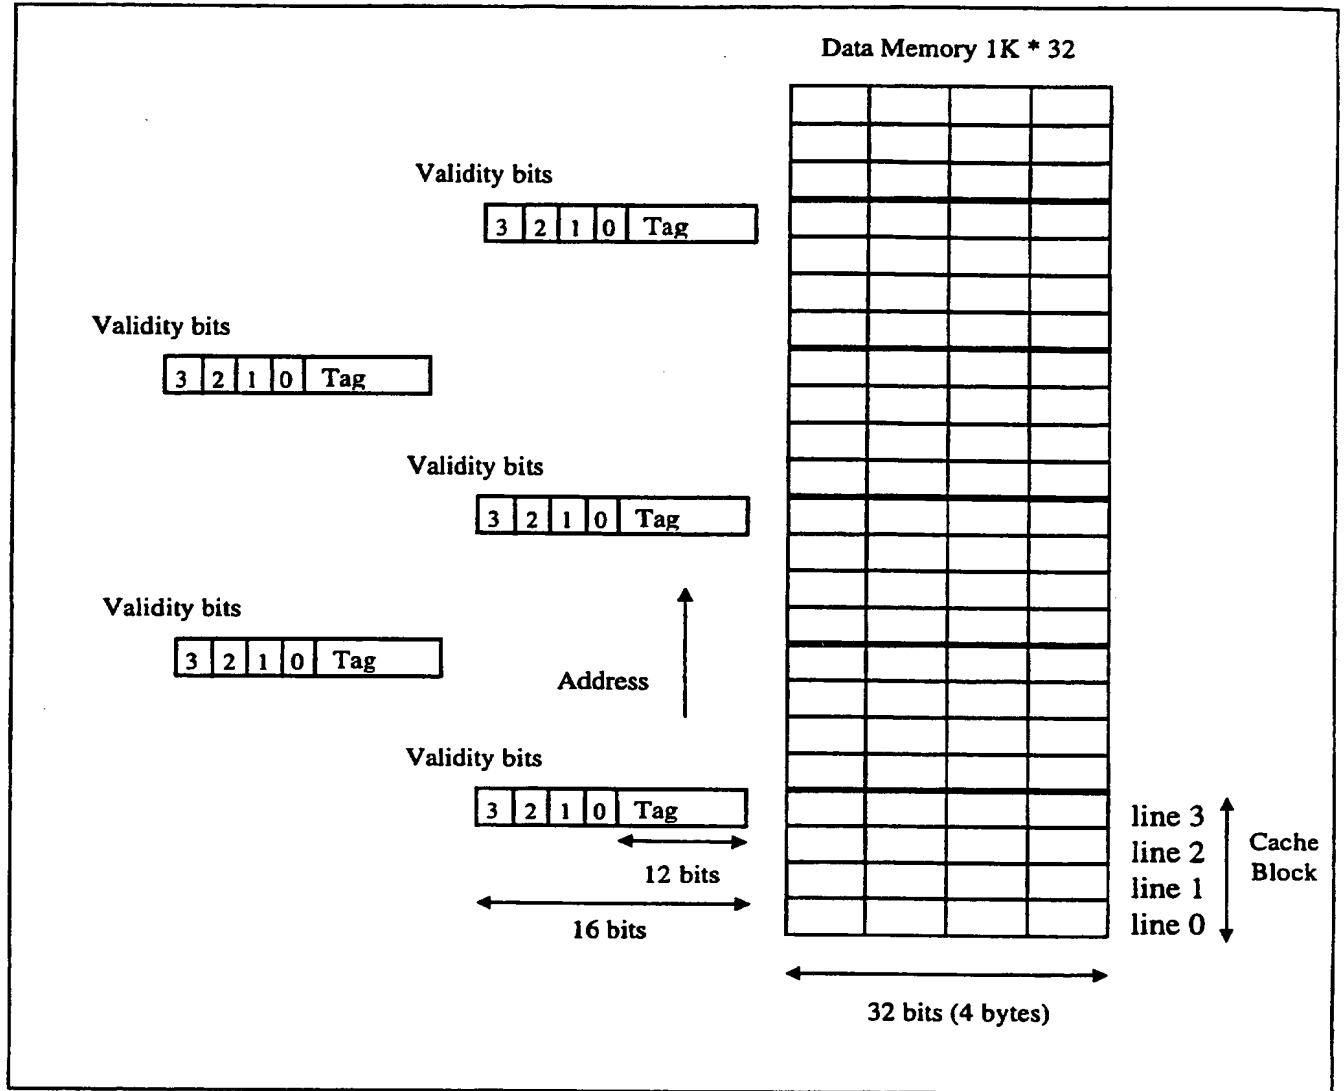 Data Memory 1K * 32
Validity bits
3 2 1 0 Tag
Validity bits
3 2 1 0 Tag
Validity bits
3 2 1 0 Tag
Validity bits
3 2 1 0 Tag
Address
Validity bits
3 2 1 0 Tag
12 bits
16 bits
line 3
line 2
line 1
line 0
Cache
Block
32 bits (4 bytes)